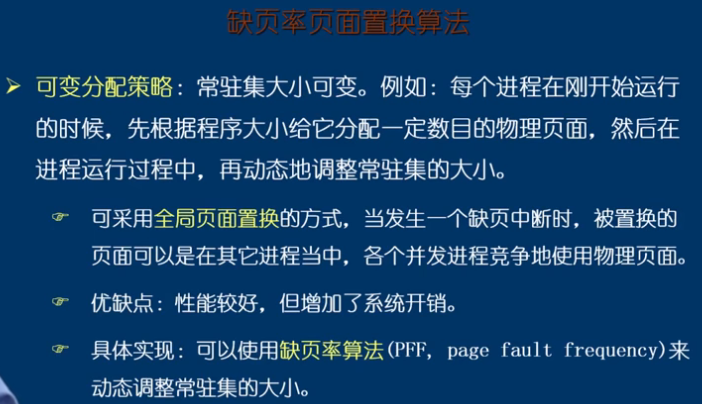 缺页率页面置换算法
可变分配策略：常驻集大小可变。例如：每个进程在刚开始运行
的时候，先根据程序大小给它分配一定数目的物理页面，然后在
进程运行过程中，再动态地调整常驻集的大小。
可采用全局页面置换的方式，当发生一个缺页中断时，被置换的
页面可以是在其它进程当中，各个并发进程竞争地使用物理页面。
优缺点：性能较好，但增加了系统开销。
具体实现：可以使用缺页率算法(PFF, page fault frequency)来
动态调整常驻集的大小。